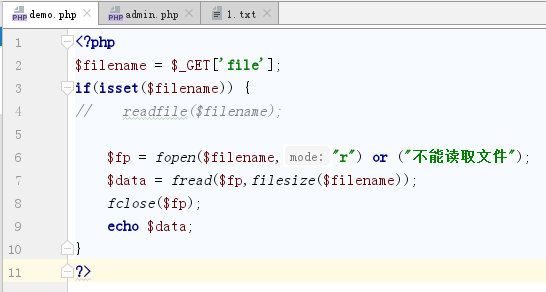 demo.php × admin.php × 1.txt ×
1 <?php
2 $filename = $_GET['file'];
3 if(isset($filename)) {
4 //    readfile($filename);
5
6 $fp = fopen($filename, mode: "r") or ("不能读取文件");
7 $data = fread($fp,filesize($filename));
8 fclose($fp);
9 echo $data;
10 }
11 ?>